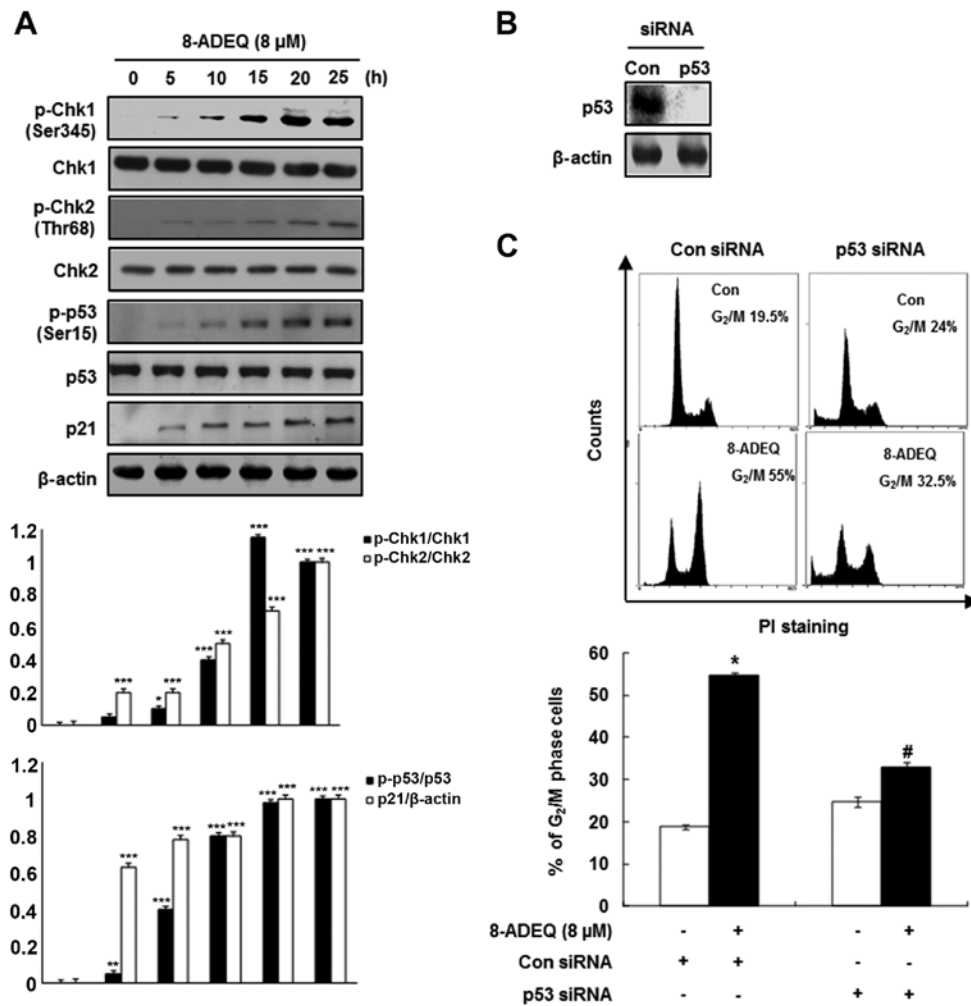 A
8-ADEQ (8 μM)
0 5 10 15 20 25 (h)
p-Chk1
(Ser345)
Chk1
p-Chk2
(Thr68)
Chk2
p-p53
(Ser15)
p53
p21
β-actin
1.2
1
0.8
0.6
0.4
0.2
0
p-Chk1/Chk1
p-Chk2/Chk2
*** * *** *** *** *** *** *** ***
1
0.8
0.6
0.4
0.2
0
p-p53/p53
p21/β-actin
** *** *** *** *** *** *** *** *** ***
B
siRNA
Con p53
p53
β-actin
C
Con siRNA p53 siRNA
Con
G2/M 19.5%
Con
G2/M 24%
8-ADEQ
G2/M 55%
8-ADEQ
G2/M 32.5%
Counts
PI staining
60
50
40
30
20
10
0
% of G2/M phase cells
*
#
8-ADEQ (8 μM) - + - +
Con siRNA + + - -
p53 siRNA - - + +